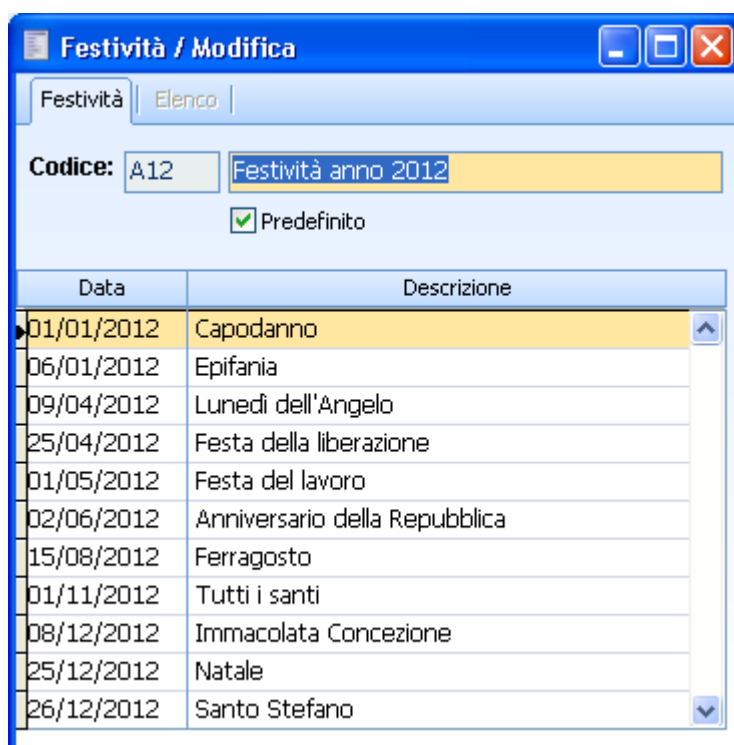 Festività / Modifica
Festività Elenco
Codice: A12 Festività anno 2012
Predefinito
Data Descrizione
01/01/2012 Capodanno
06/01/2012 Epifania
09/04/2012 Lunedì dell'Angelo
25/04/2012 Festa della liberazione
01/05/2012 Festa del lavoro
02/06/2012 Anniversario della Repubblica
15/08/2012 Ferragosto
01/11/2012 Tutti i santi
08/12/2012 Immacolata Concezione
25/12/2012 Natale
26/12/2012 Santo Stefano